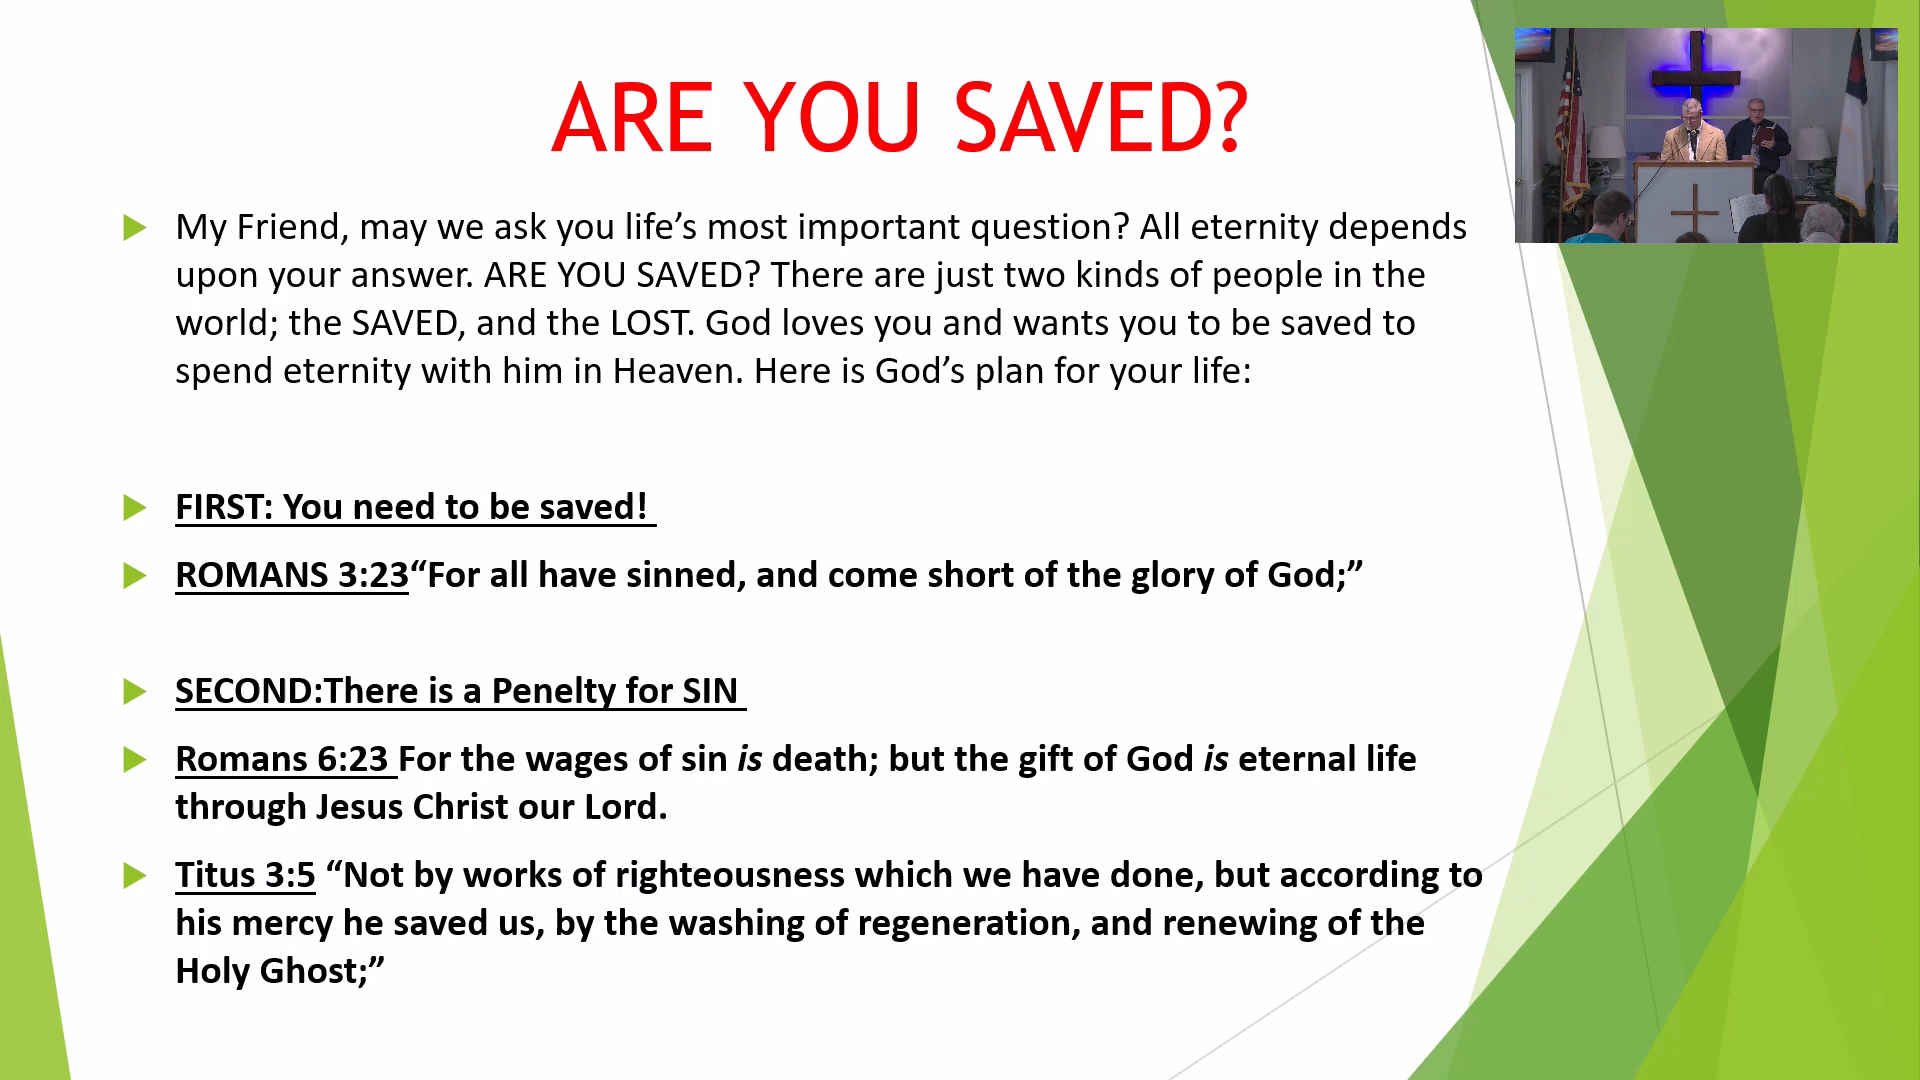 ARE YOU SAVED?
My Friend, may we ask you life’s most important question? All eternity depends
upon your answer. ARE YOU SAVED? There are just two kinds of people in the
world; the SAVED, and the LOST. God loves you and wants you to be saved to
spend eternity with him in Heaven. Here is God’s plan for your life:
FIRST: You need to be saved!
ROMANS 3:23“For all have sinned, and come short of the glory of God;”
SECOND:There is a Penelty for SIN
Romans 6:23 For the wages of sin is death; but the gift of God is eternal life
through Jesus Christ our Lord.
Titus 3:5 “Not by works of righteousness which we have done, but according to
his mercy he saved us, by the washing of regeneration, and renewing of the
Holy Ghost;”